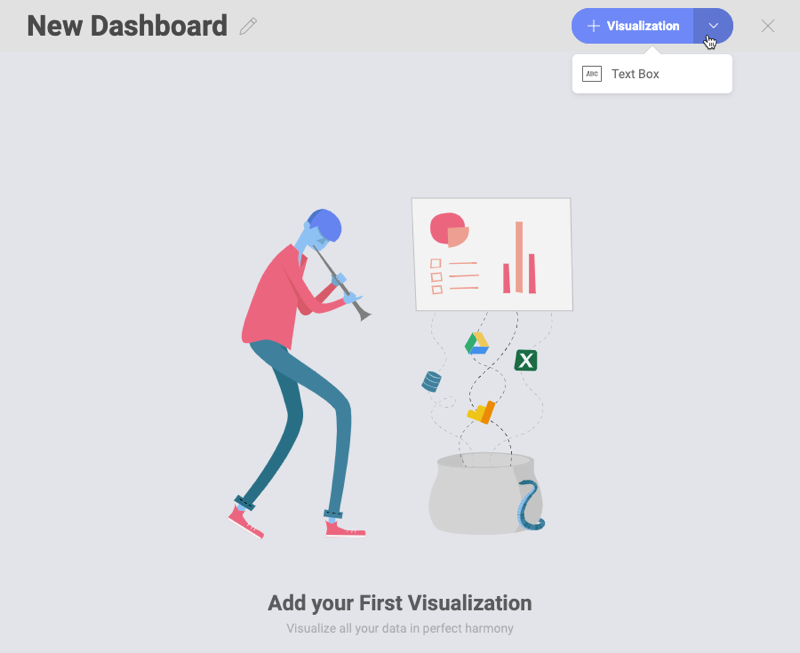 New Dashboard
+ Visualization
ABC Text Box
X
Add your First Visualization
Visualize all your data in perfect harmony